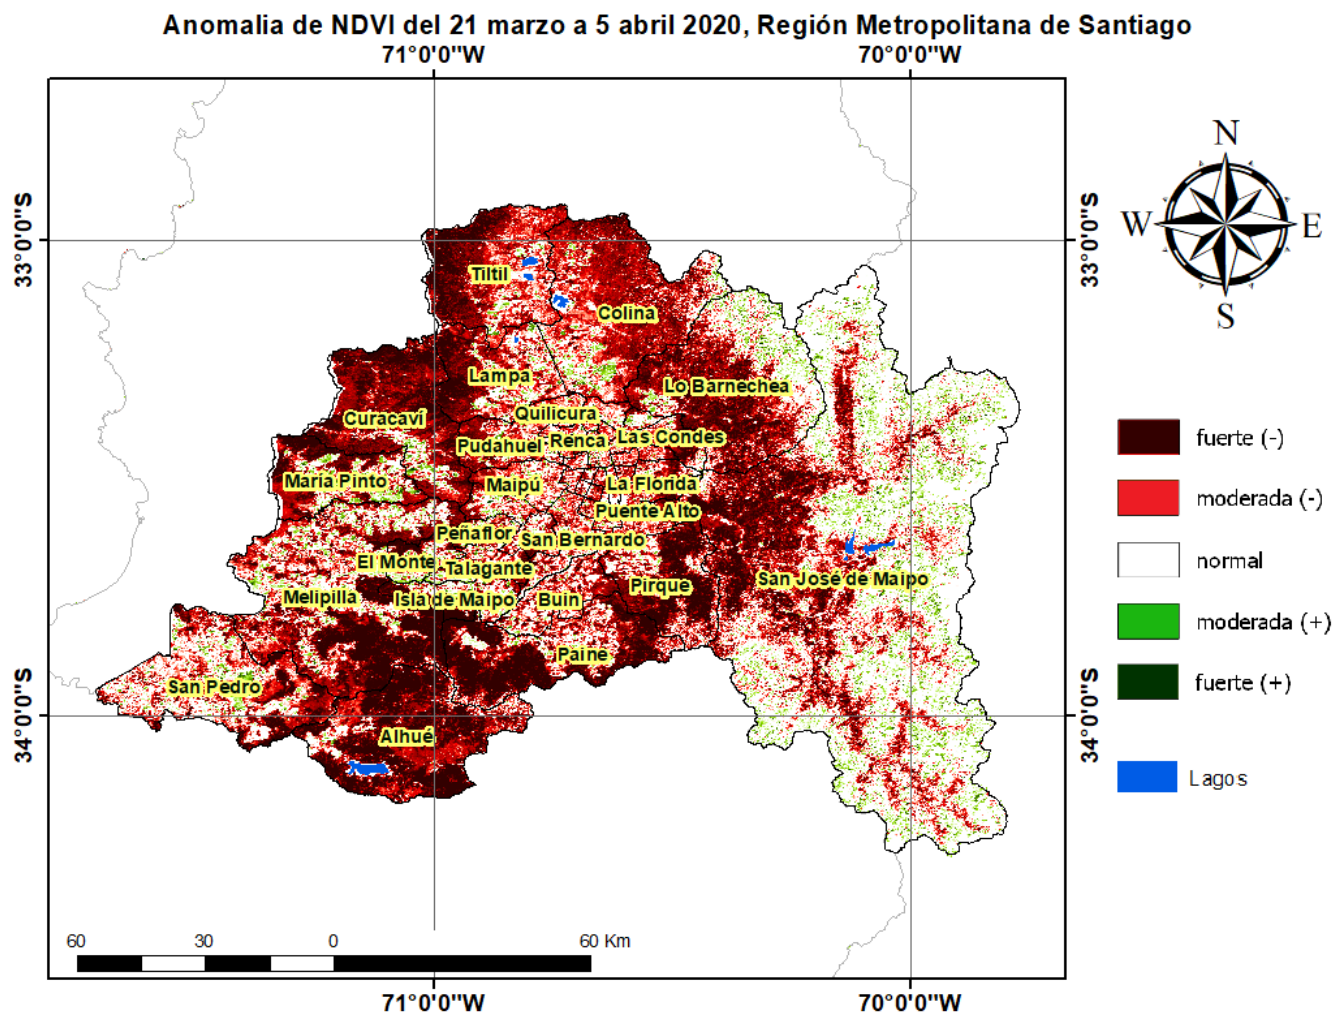 Anomalia de NDVI del 21 marzo a 5 abril 2020, Región Metropolitana de Santiago
71°0'0"W 70°0'0"W
N
W E
S
33°0'0"S 33°0'0"S
Tiltil
Colina
Lampa
Lo Barnechea
Curacaví
Quilicura
Pudahuel Renca Las Condes
María Pinto
Maipú
La Florida
Puente Alto
Peñaflor
San Bernardo
El Monte
Talagante
San José de Maipo
Pirque
Melipilla
Isla de Maipo
Buin
Paine
San Pedro
Alhué
34°0'0"S 34°0'0"S
fuerte (-)
moderada (-)
normal
moderada (+)
fuerte (+)
Lagos
60 30 0 60 Km
71°0'0"W 70°0'0"W